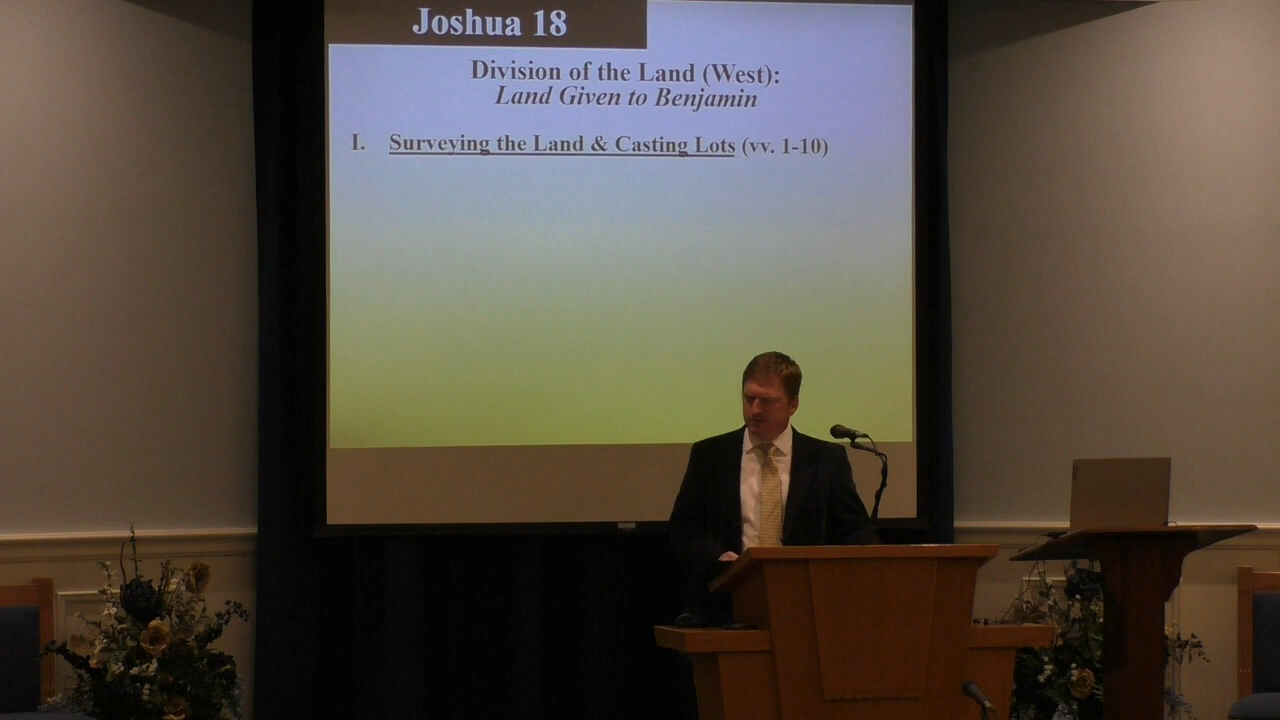 Joshua 18
Division of the Land (West):
Land Given to Benjamin
I. Surveying the Land & Casting Lots (vv. 1-10)